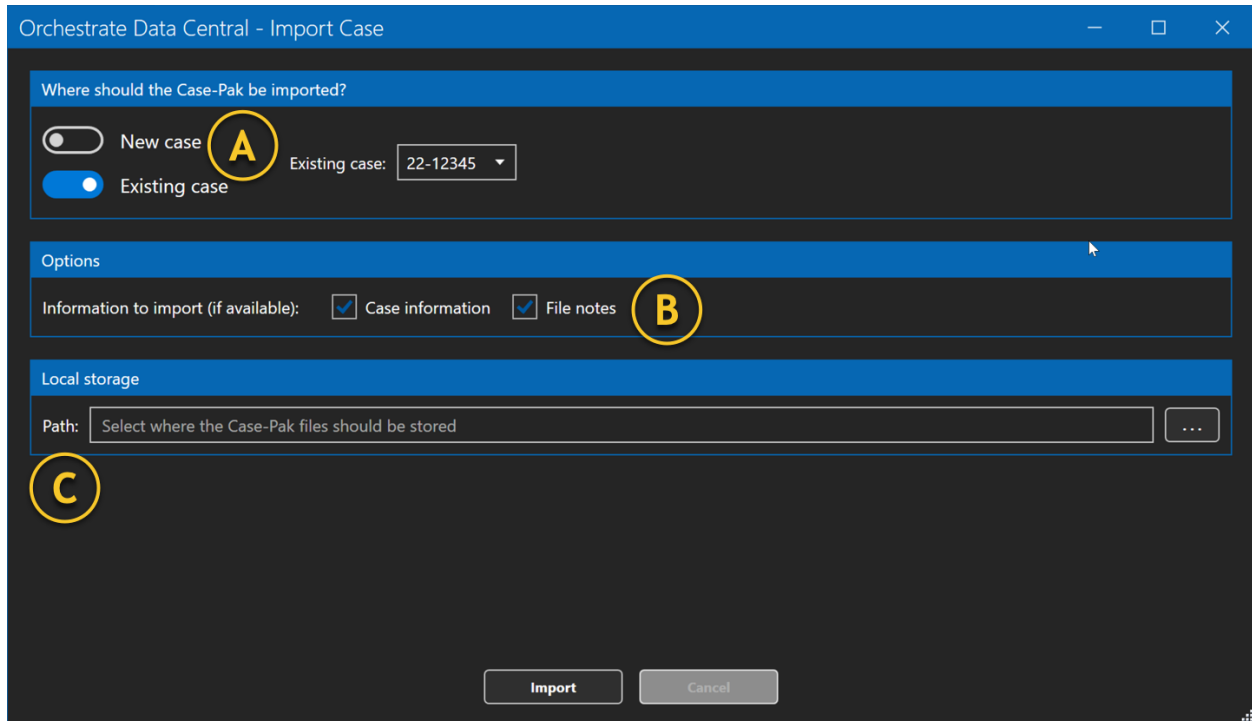 Orchestrate Data Central - Import Case
Where should the Case-Pak be imported?
New case
A
Existing case: 22-12345
Existing case
Options
Information to import (if available): Case information File notes B
Local storage
Path: Select where the Case-Pak files should be stored ...
C
Import Cancel